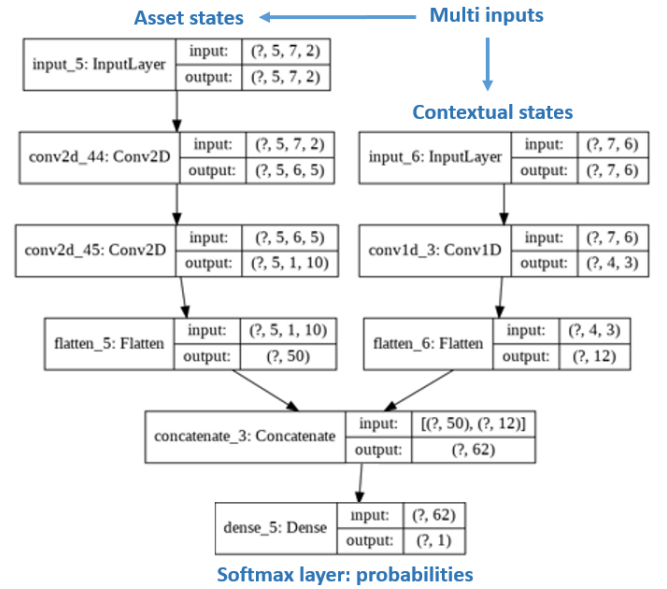 Asset states
Multi inputs
input_5: InputLayer
input: (?, 5, 7, 2)
output: (?, 5, 7, 2)
Contextual states
conv2d_44: Conv2D
input: (?, 5, 7, 2)
output: (?, 5, 6, 5)
input_6: InputLayer
input: (?, 7, 6)
output: (?, 7, 6)
conv2d_45: Conv2D
input: (?, 5, 6, 5)
output: (?, 5, 1, 10)
conv1d_3: Conv1D
input: (?, 7, 6)
output: (?, 4, 3)
flatten_5: Flatten
input: (?, 5, 1, 10)
output: (?, 50)
flatten_6: Flatten
input: (?, 4, 3)
output: (?, 12)
concatenate_3: Concatenate
input: [(?, 50), (?, 12)]
output: (?, 62)
dense_5: Dense
input: (?, 62)
output: (?, 1)
Softmax layer: probabilities